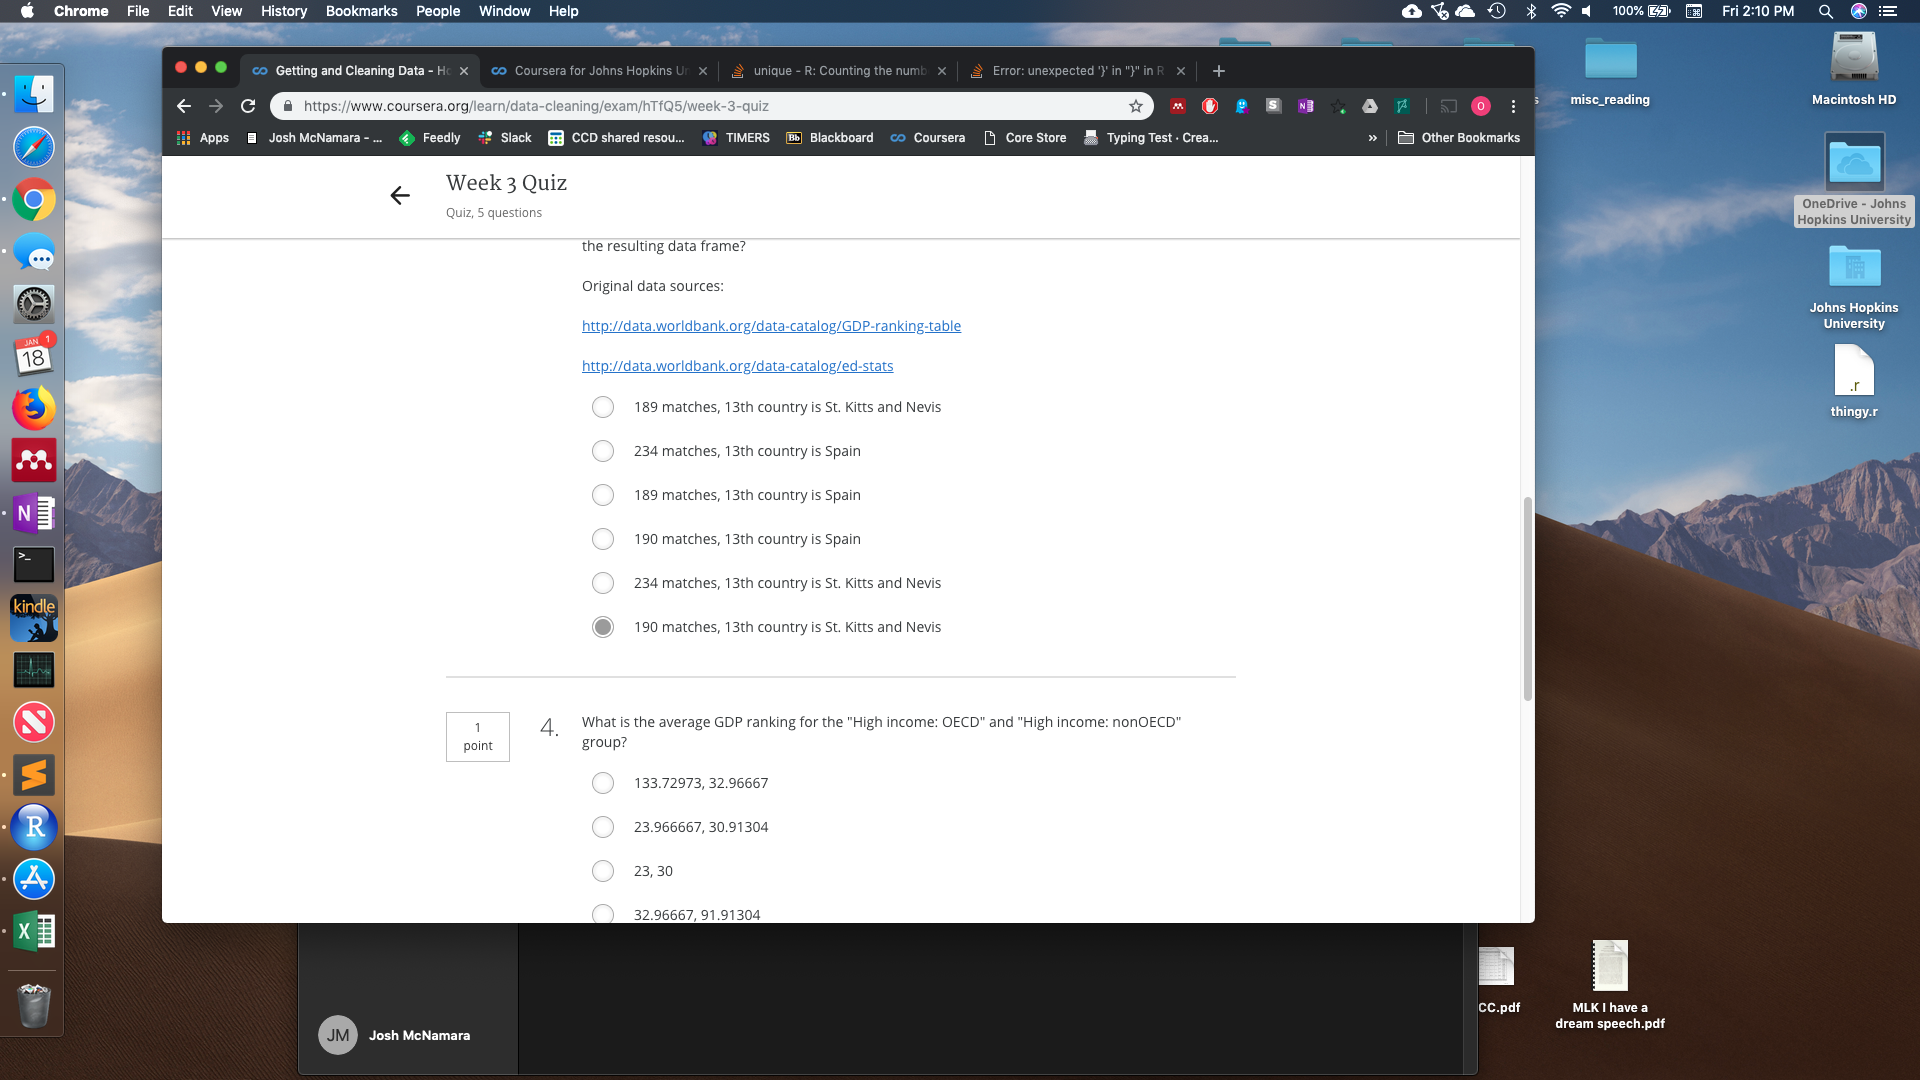 Chrome File Edit View History Bookmarks People Window Help
100% Fri 2:10 PM
Getting and Cleaning Data - Ho
Coursera for Johns Hopkins Un
unique - R: Counting the numb
Error: unexpected '}' in "}" in R
https://www.coursera.org/learn/data-cleaning/exam/hTfQ5/week-3-quiz
O
Apps
Josh McNamara - ...
Feedly
Slack
CCD shared resou...
TIMERS
Bb Blackboard
Coursera
Core Store
Typing Test · Crea...
»
Other Bookmarks
Week 3 Quiz
Quiz, 5 questions
the resulting data frame?
Original data sources:
http://data.worldbank.org/data-catalog/GDP-ranking-table
http://data.worldbank.org/data-catalog/ed-stats
189 matches, 13th country is St. Kitts and Nevis
234 matches, 13th country is Spain
189 matches, 13th country is Spain
190 matches, 13th country is Spain
234 matches, 13th country is St. Kitts and Nevis
190 matches, 13th country is St. Kitts and Nevis
1
point
4.
What is the average GDP ranking for the "High income: OECD" and "High income: nonOECD"
group?
133.72973, 32.96667
23.966667, 30.91304
23, 30
32.96667, 91.91304
JM Josh McNamara
JAN 1
18
N
>_
kindle
S
R
X
misc_reading
s
Macintosh HD
OneDrive - Johns
Hopkins University
Johns Hopkins
University
.r
thingy.r
CC.pdf
MLK I have a
dream speech.pdf